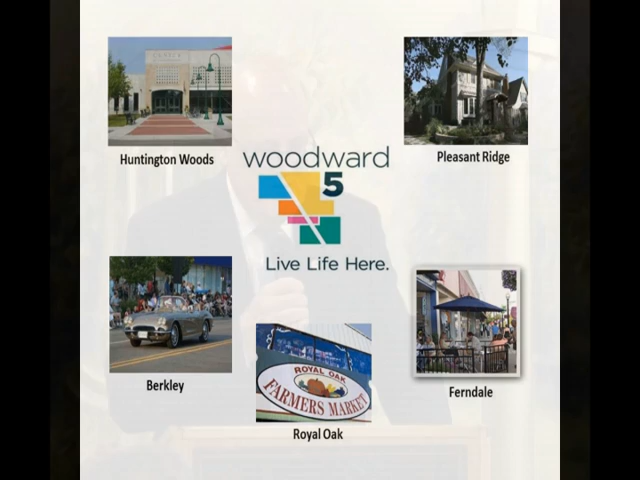 Huntington Woods
Pleasant Ridge
woodward
5
Live Life Here.
Berkley
ROYAL OAK
FARMERS MARKET
Royal Oak
Ferndale